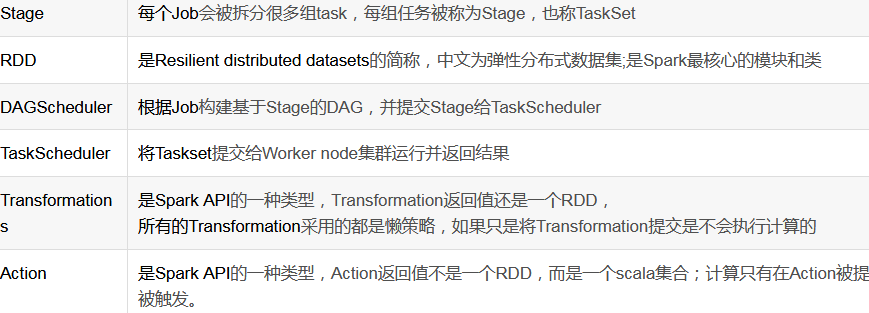 Stage 每个Job会被拆分很多组task，每组任务被称为Stage，也称TaskSet
RDD 是Resilient distributed datasets的简称，中文为弹性分布式数据集;是Spark最核心的模块和类
DAGScheduler 根据Job构建基于Stage的DAG，并提交Stage给TaskScheduler
TaskScheduler 将Taskset提交给Worker node集群运行并返回结果
Transformation 是Spark API的一种类型，Transformation返回值还是一个RDD，
s 所有的Transformation采用的都是懒策略，如果只是将Transformation提交是不会执行计算的
Action 是Spark API的一种类型，Action返回值不是一个RDD，而是一个scala集合；计算只有在Action被提
被触发。